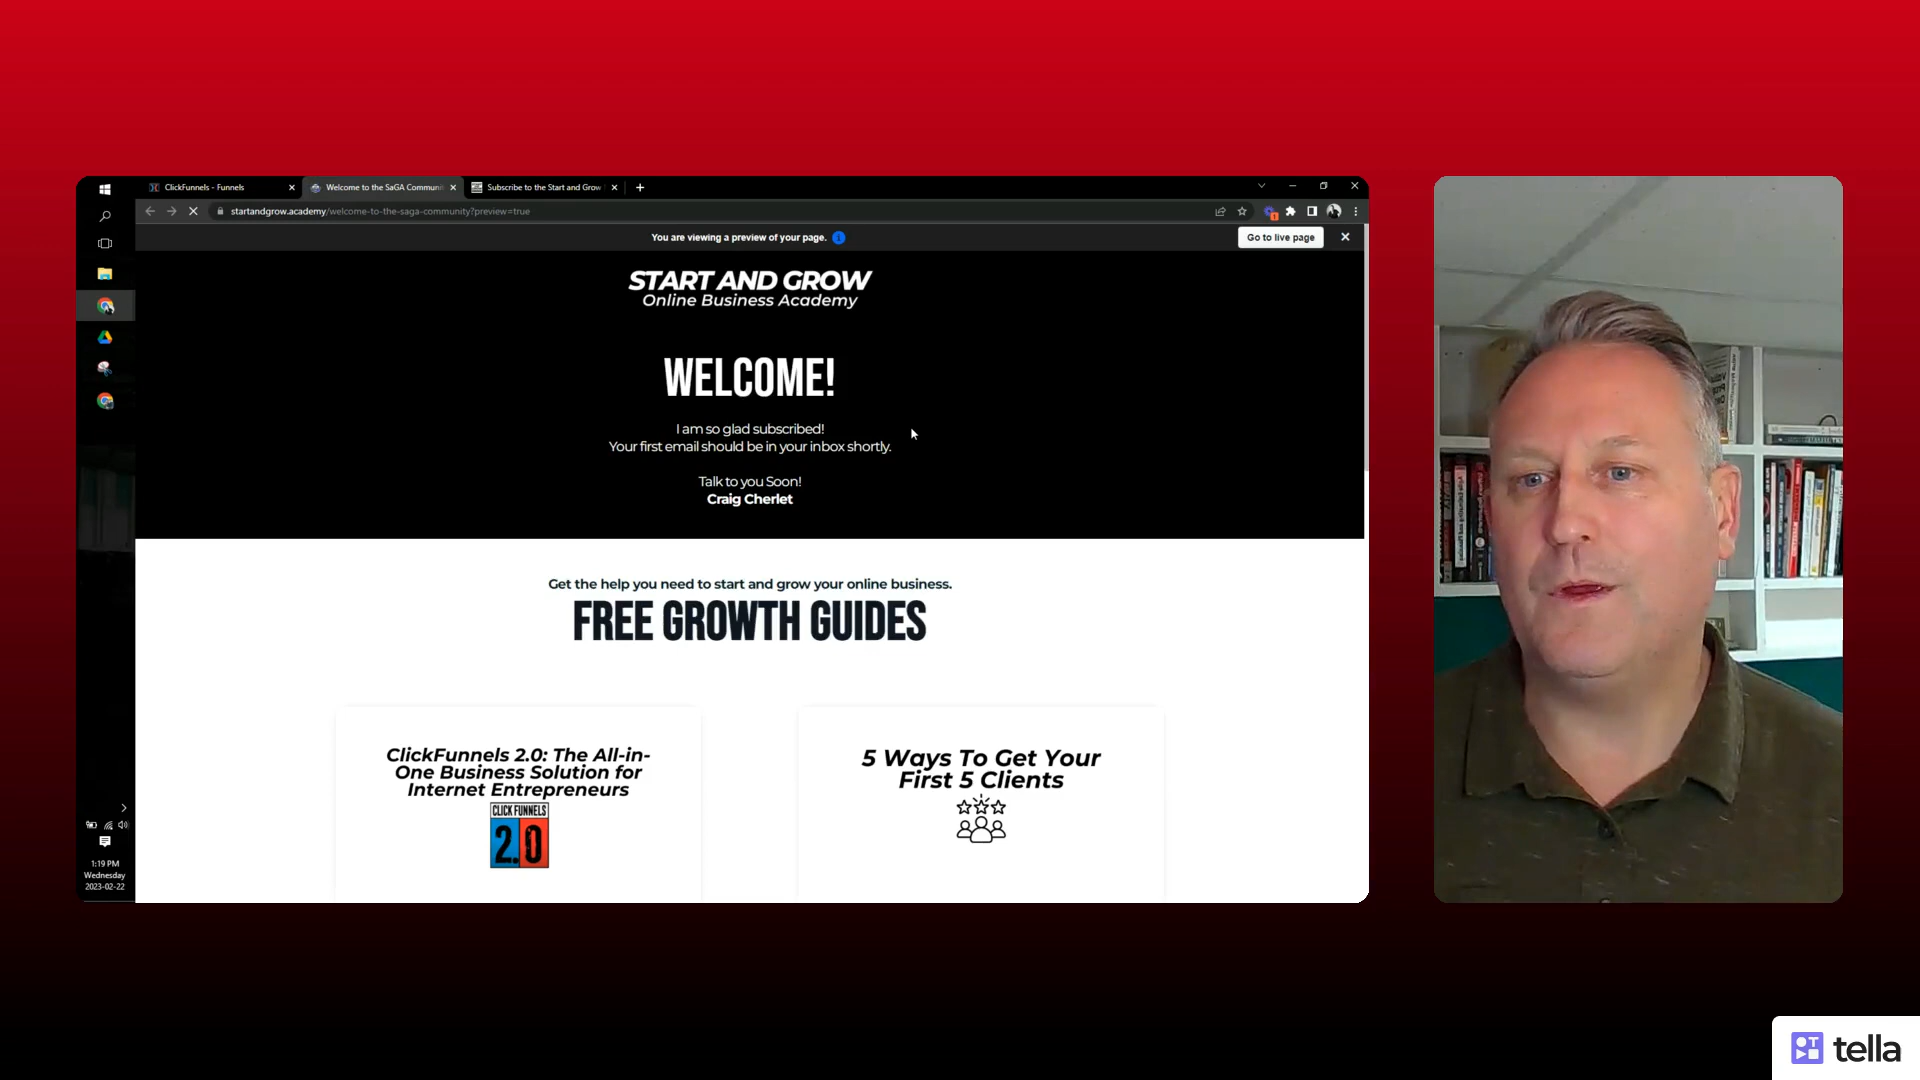 ClickFunnels - Funnels
Welcome to the SaGA Communi
Subscribe to the Start and Grow
startandgrow.academy/welcome-to-the-saga-community?preview=true
You are viewing a preview of your page.
Go to live page
START AND GROW
Online Business Academy
WELCOME!
I am so glad subscribed!
Your first email should be in your inbox shortly.
Talk to you Soon!
Craig Cherlet
Get the help you need to start and grow your online business.
FREE GROWTH GUIDES
ClickFunnels 2.0: The All-in-
One Business Solution for
Internet Entrepreneurs
CLICK FUNNELS
2.0
5 Ways To Get Your
First 5 Clients
1:19 PM
Wednesday
2023-02-22
tella